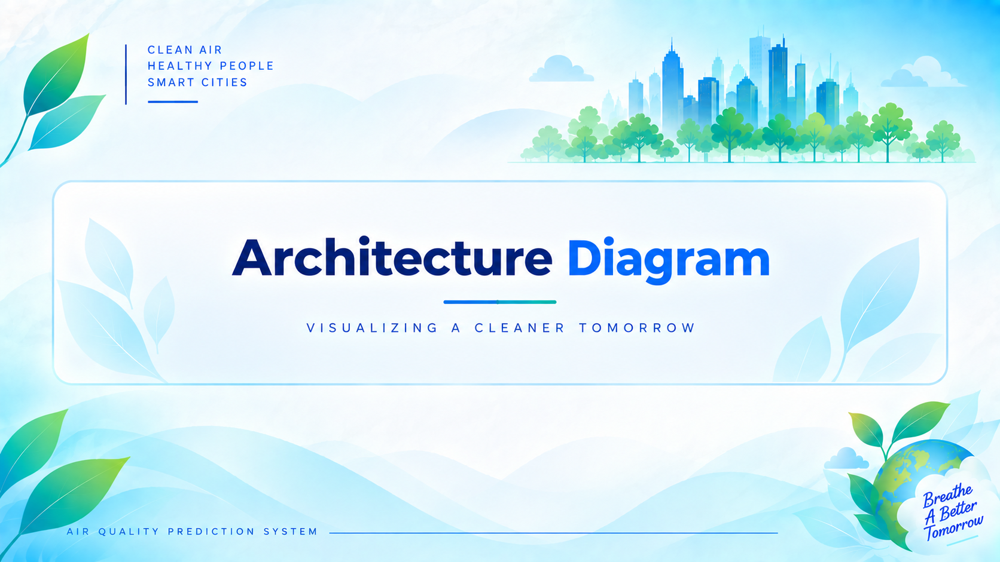 CLEAN AIR
HEALTHY PEOPLE
SMART CITIES
Architecture Diagram
VISUALIZING A CLEANER TOMORROW
AIR QUALITY PREDICTION SYSTEM
Breathe
A Better
Tomorrow